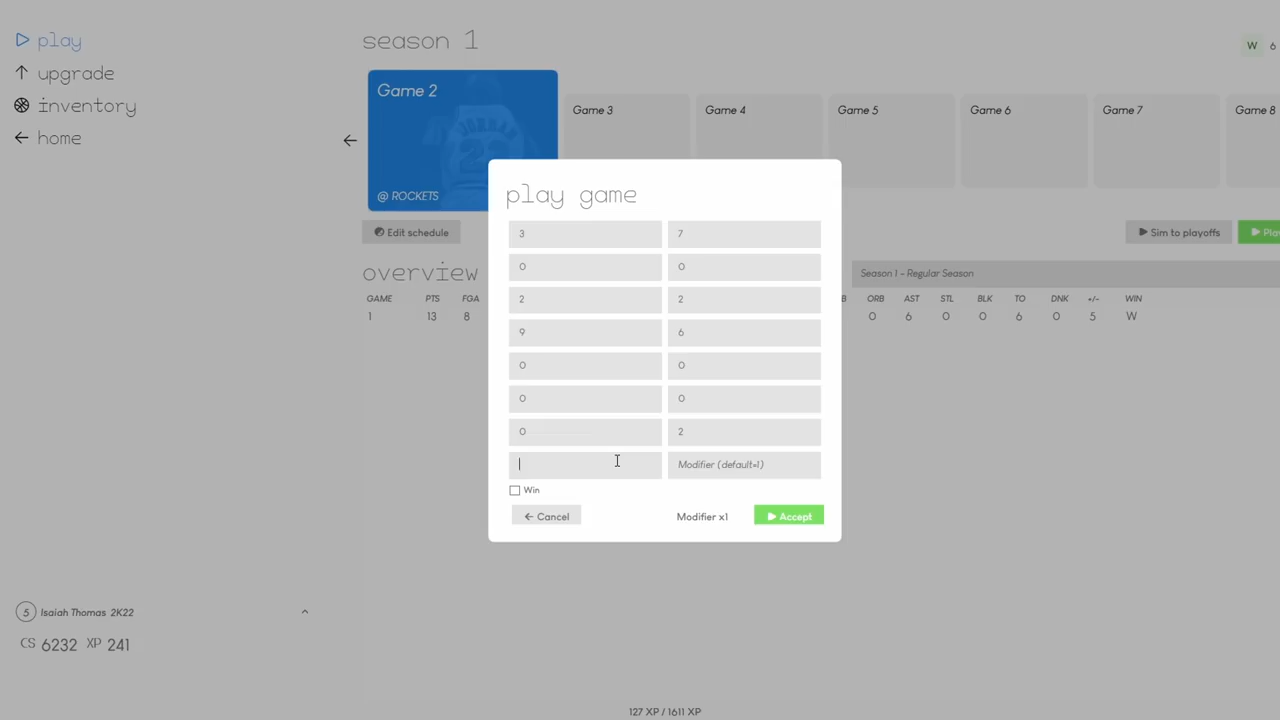 play
upgrade
inventory
home
season 1
W 6
Game 2
JORDAN
23
@ ROCKETS
Game 3
Game 4
Game 5
Game 6
Game 7
Game 8
Edit schedule
Sim to playoffs
overview
Season 1 - Regular Season
GAME PTS FGA ORB AST STL BLK TO DNK +/- WIN
1 13 8 0 6 0 0 6 0 5 W
play game
3 7
0 0
2 2
9 6
0 0
0 0
0 2
Modifier (default=1)
Win
Cancel
Modifier x1
Accept
5 Isaiah Thomas 2K22
CS 6232 XP 241
127 XP / 1611 XP